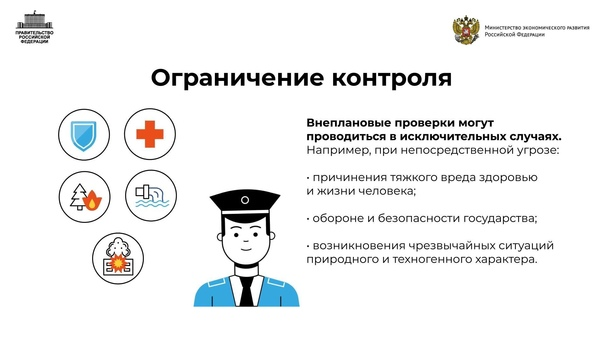 ПРАВИТЕЛЬСТВО
РОССИЙСКОЙ
ФЕДЕРАЦИИ
Министерство экономического развития
Российской Федерации
Ограничение контроля
Внеплановые проверки могут
проводиться в исключительных случаях.
Например, при непосредственной угрозе:
• причинения тяжкого вреда здоровью
и жизни человека;
• обороне и безопасности государства;
• возникновения чрезвычайных ситуаций
природного и техногенного характера.